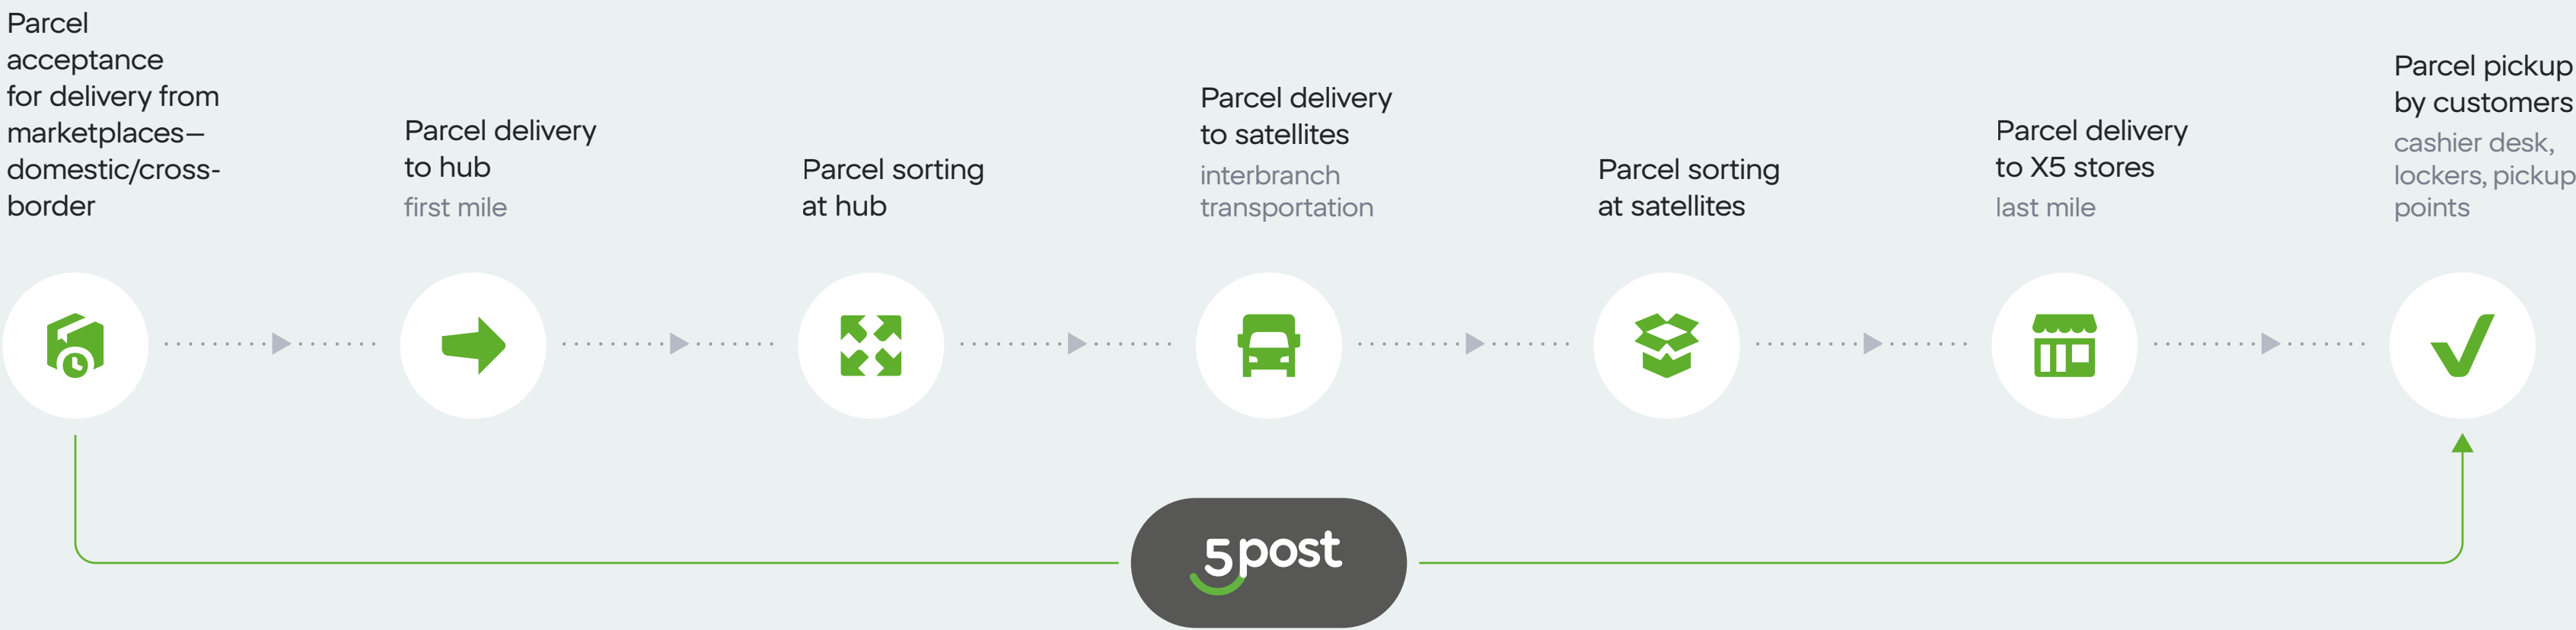 Parcel
acceptance
for delivery from
marketplaces—
domestic/cross-
border
Parcel delivery
to hub
first mile
Parcel sorting
at hub
Parcel delivery
to satellites
interbranch
transportation
Parcel sorting
at satellites
Parcel delivery
to X5 stores
last mile
Parcel pickup
by customers
cashier desk,
lockers, pickup
points
5post